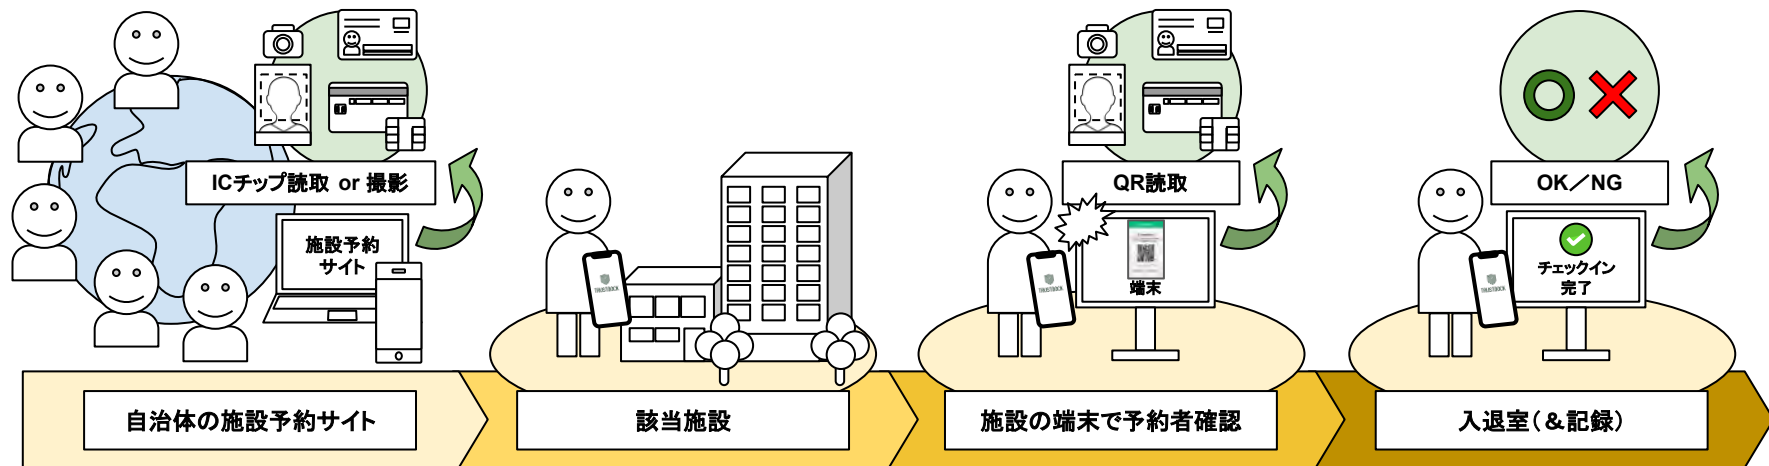 ICチップ読取 or 撮影
施設予約
サイト
自治体の施設予約サイト
TRUSTDOCK
該当施設
QR読取
端末
TRUSTDOCK
施設の端末で予約者確認
OK／NG
チェックイン
完了
TRUSTDOCK
入退室（＆記録）